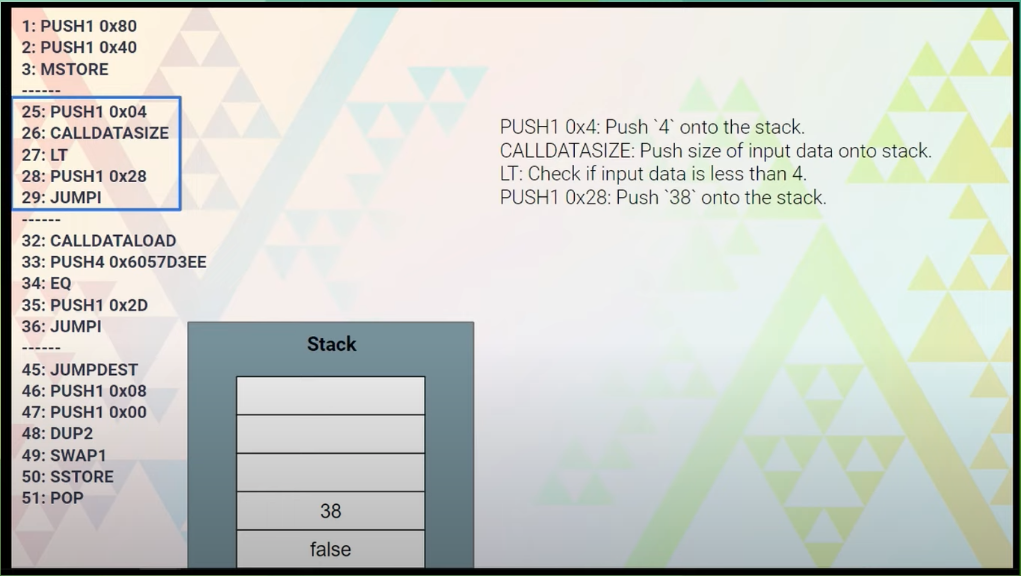 1: PUSH1 0x80
2: PUSH1 0x40
3: MSTORE
------
25: PUSH1 0x04
26: CALLDATASIZE
27: LT
28: PUSH1 0x28
29: JUMPI
------
32: CALLDATALOAD
33: PUSH4 0x6057D3EE
34: EQ
35: PUSH1 0x2D
36: JUMPI
------
45: JUMPDEST
46: PUSH1 0x08
47: PUSH1 0x00
48: DUP2
49: SWAP1
50: SSTORE
51: POP
PUSH1 0x4: Push `4` onto the stack.
CALLDATASIZE: Push size of input data onto stack.
LT: Check if input data is less than 4.
PUSH1 0x28: Push `38` onto the stack.
Stack
38
false